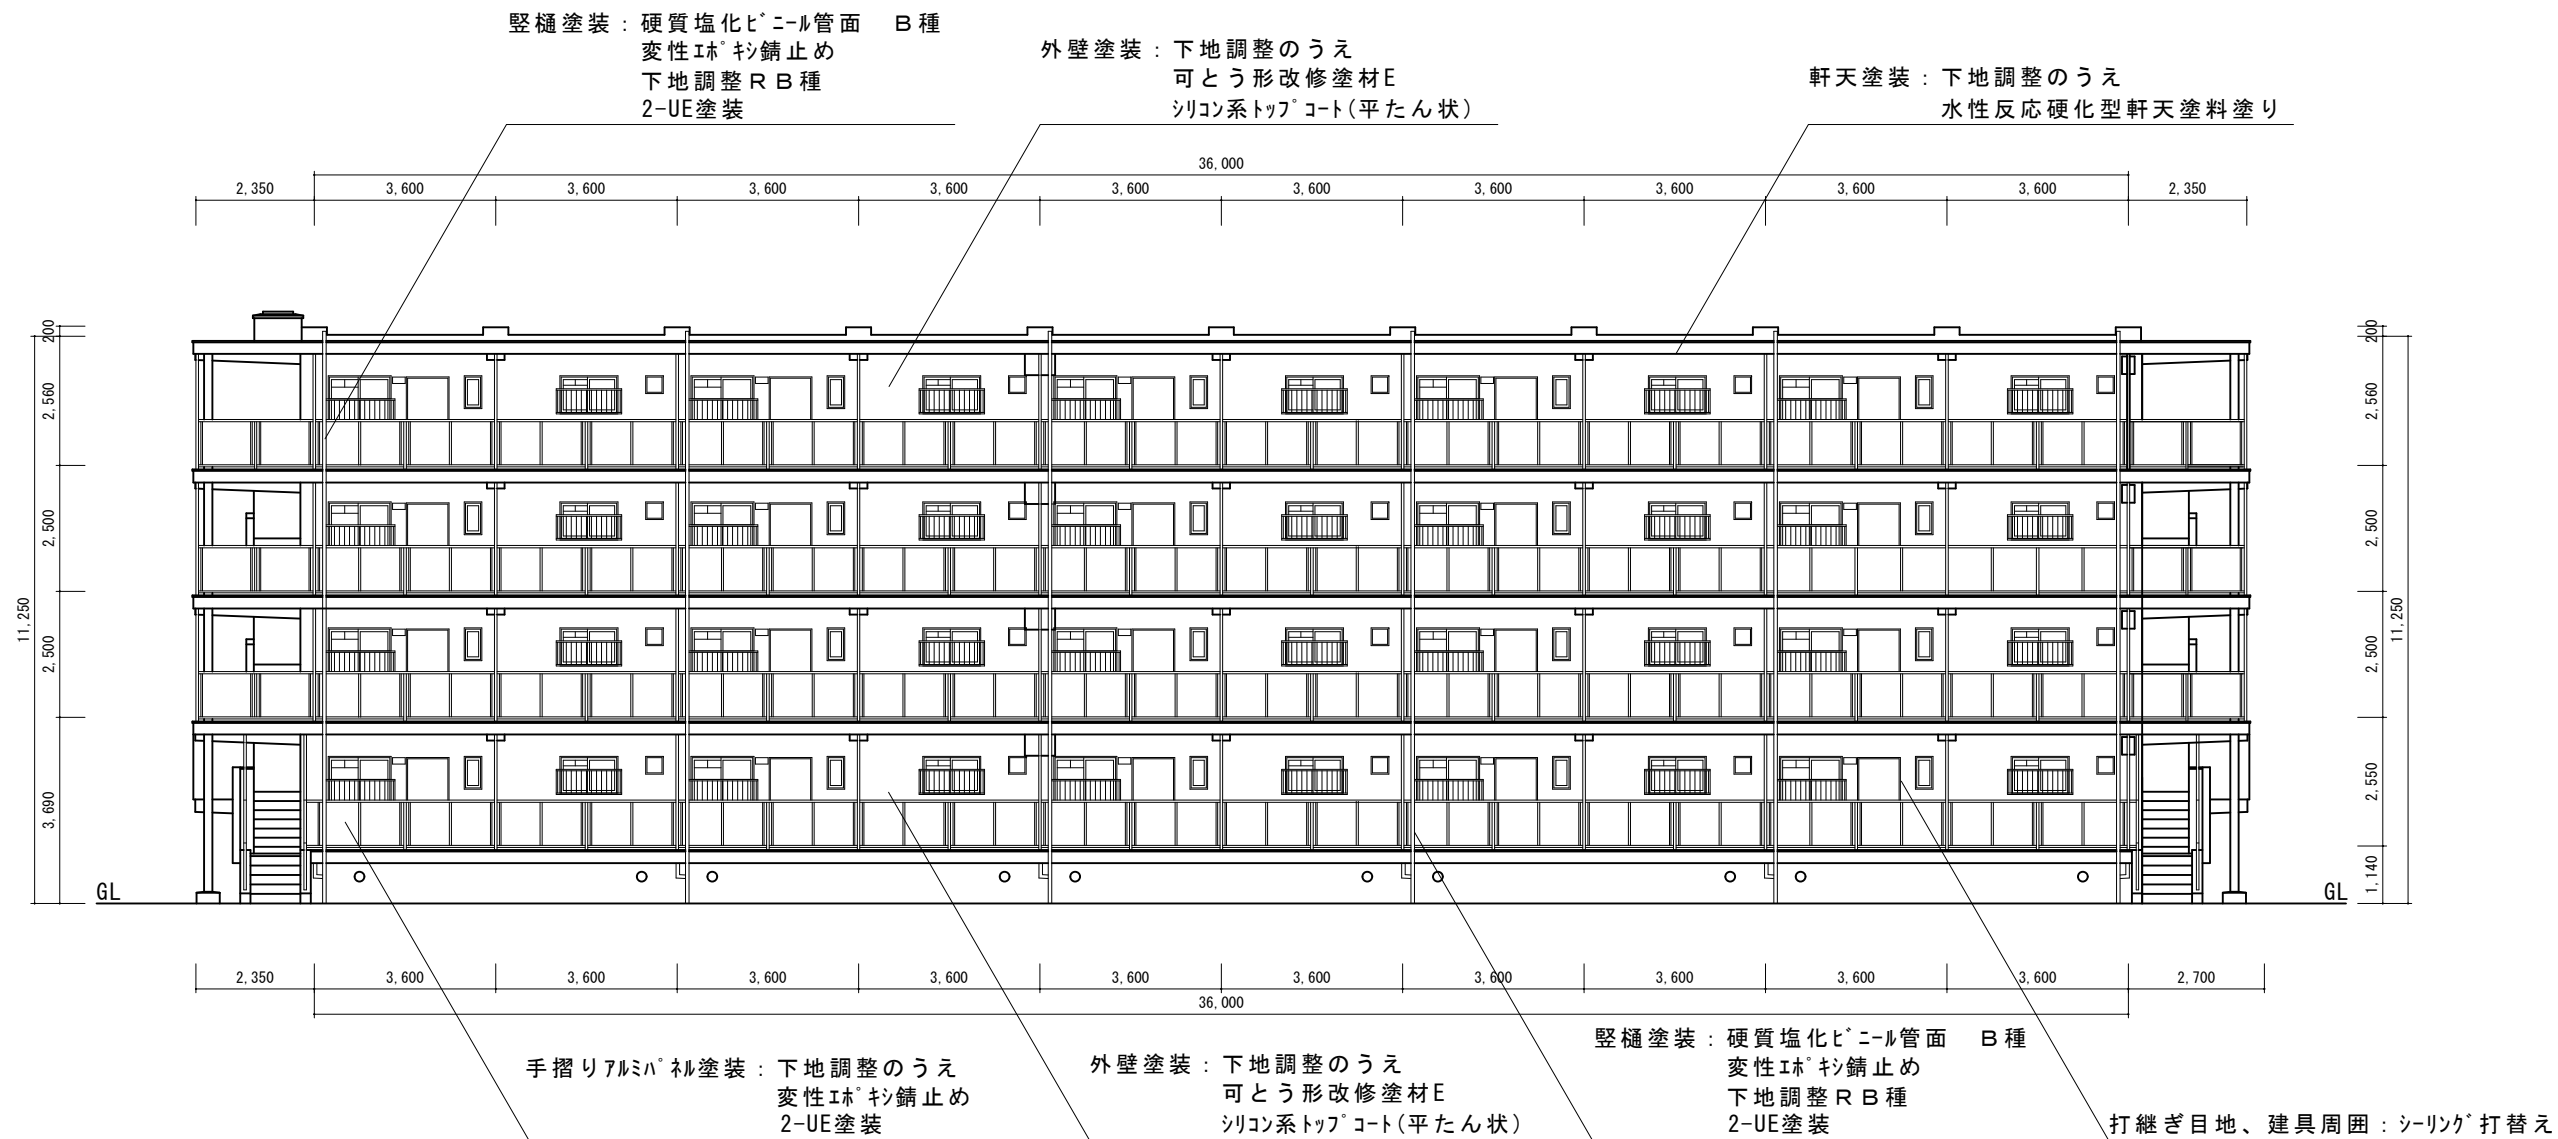 竪樋塗装：硬質塩化ﾋﾞﾆｰﾙ管面　Ｂ種
変性ｴﾎﾟｷｼ錆止め
下地調整ＲＢ種
2-UE塗装
外壁塗装：下地調整のうえ
可とう形改修塗材E
ｼﾘｺﾝ系ﾄｯﾌﾟｺｰﾄ(平たん状)
軒天塗装：下地調整のうえ
水性反応硬化型軒天塗料塗り
36,000
2,350 3,600 3,600 3,600 3,600 3,600 3,600 3,600 3,600 3,600 3,600 2,350
200
2,560
2,500
2,500
3,690
11,250
200
2,560
2,500
2,500
2,550
1,140
11,250
GL
GL
2,350 3,600 3,600 3,600 3,600 3,600 3,600 3,600 3,600 3,600 3,600 2,700
36,000
手摺りｱﾙﾐﾊﾟﾈﾙ塗装：下地調整のうえ
変性ｴﾎﾟｷｼ錆止め
2-UE塗装
外壁塗装：下地調整のうえ
可とう形改修塗材E
ｼﾘｺﾝ系ﾄｯﾌﾟｺｰﾄ(平たん状)
竪樋塗装：硬質塩化ﾋﾞﾆｰﾙ管面　Ｂ種
変性ｴﾎﾟｷｼ錆止め
下地調整ＲＢ種
2-UE塗装
打継ぎ目地、建具周囲：ｼｰﾘﾝｸﾞ打替え